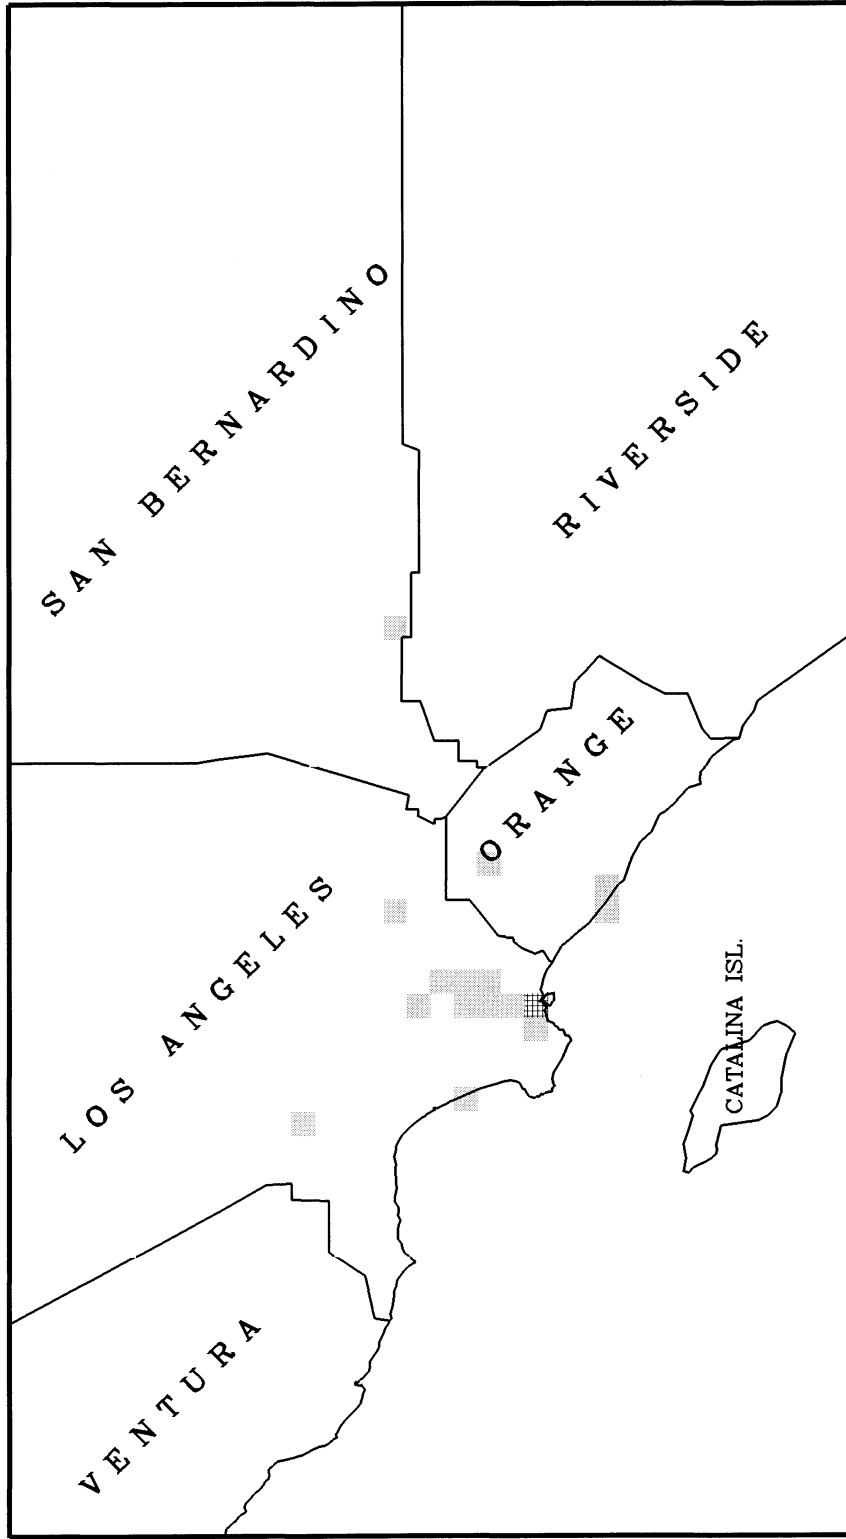 SAN BERNARDINO
RIVERSIDE
ORANGE
LOS ANGELES
VENTURA
CATALINA ISL.